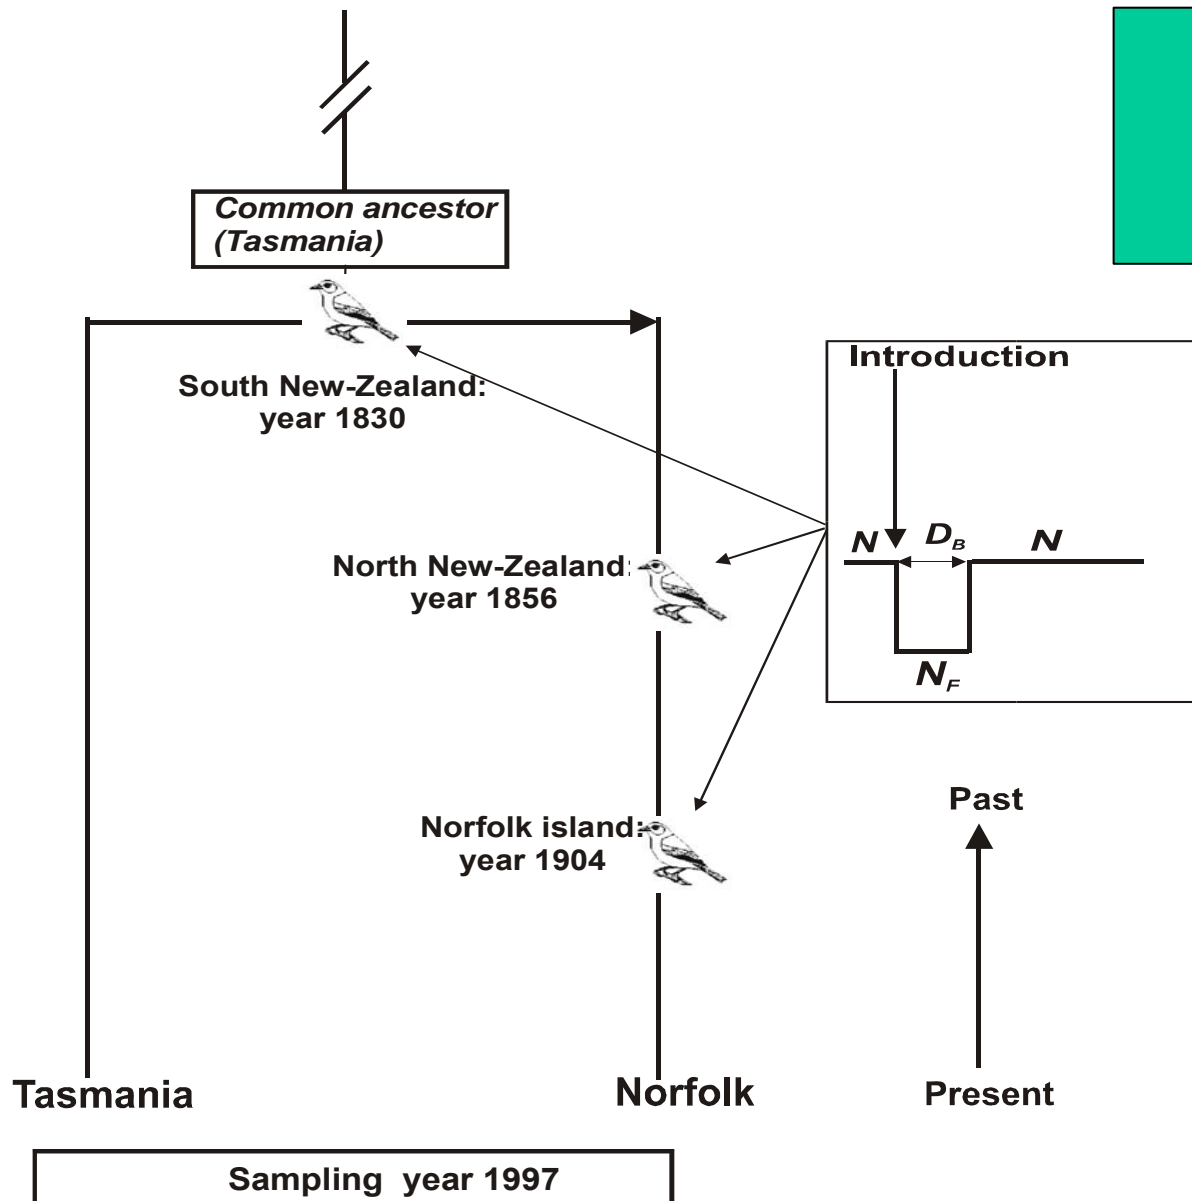 Common ancestor
(Tasmania)
South New-Zealand:
year 1830
North New-Zealand:
year 1856
Norfolk island:
year 1904
Introduction
N
D_B
N
N_F
Past
Present
Tasmania
Norfolk
Sampling year 1997